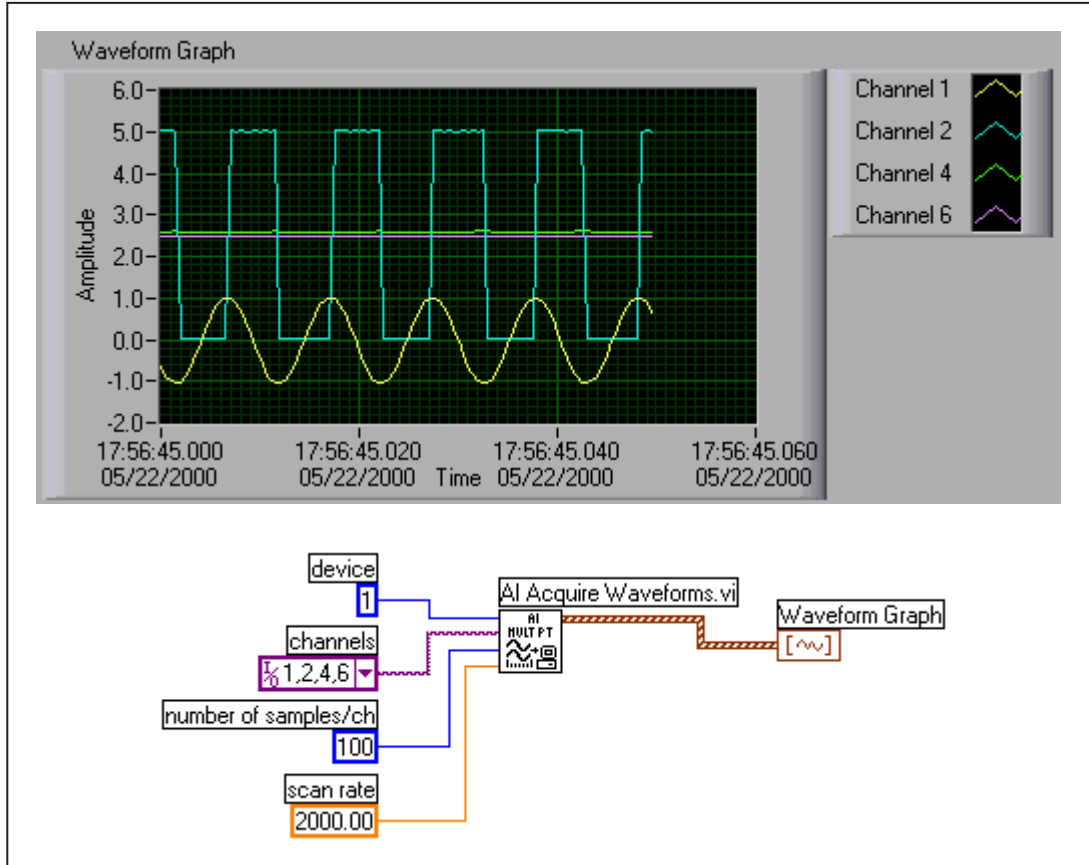 Waveform Graph
6.0
5.0
4.0
3.0
2.0
1.0
0.0
-1.0
-2.0
Amplitude
17:56:45.000 17:56:45.020 17:56:45.040 17:56:45.060
05/22/2000 05/22/2000 Time 05/22/2000 05/22/2000
Channel 1
Channel 2
Channel 4
Channel 6
device
1
channels
I/O 1,2,4,6
number of samples/ch
100
scan rate
2000.00
AI Acquire Waveforms.vi
AI
MULT PT
Waveform Graph